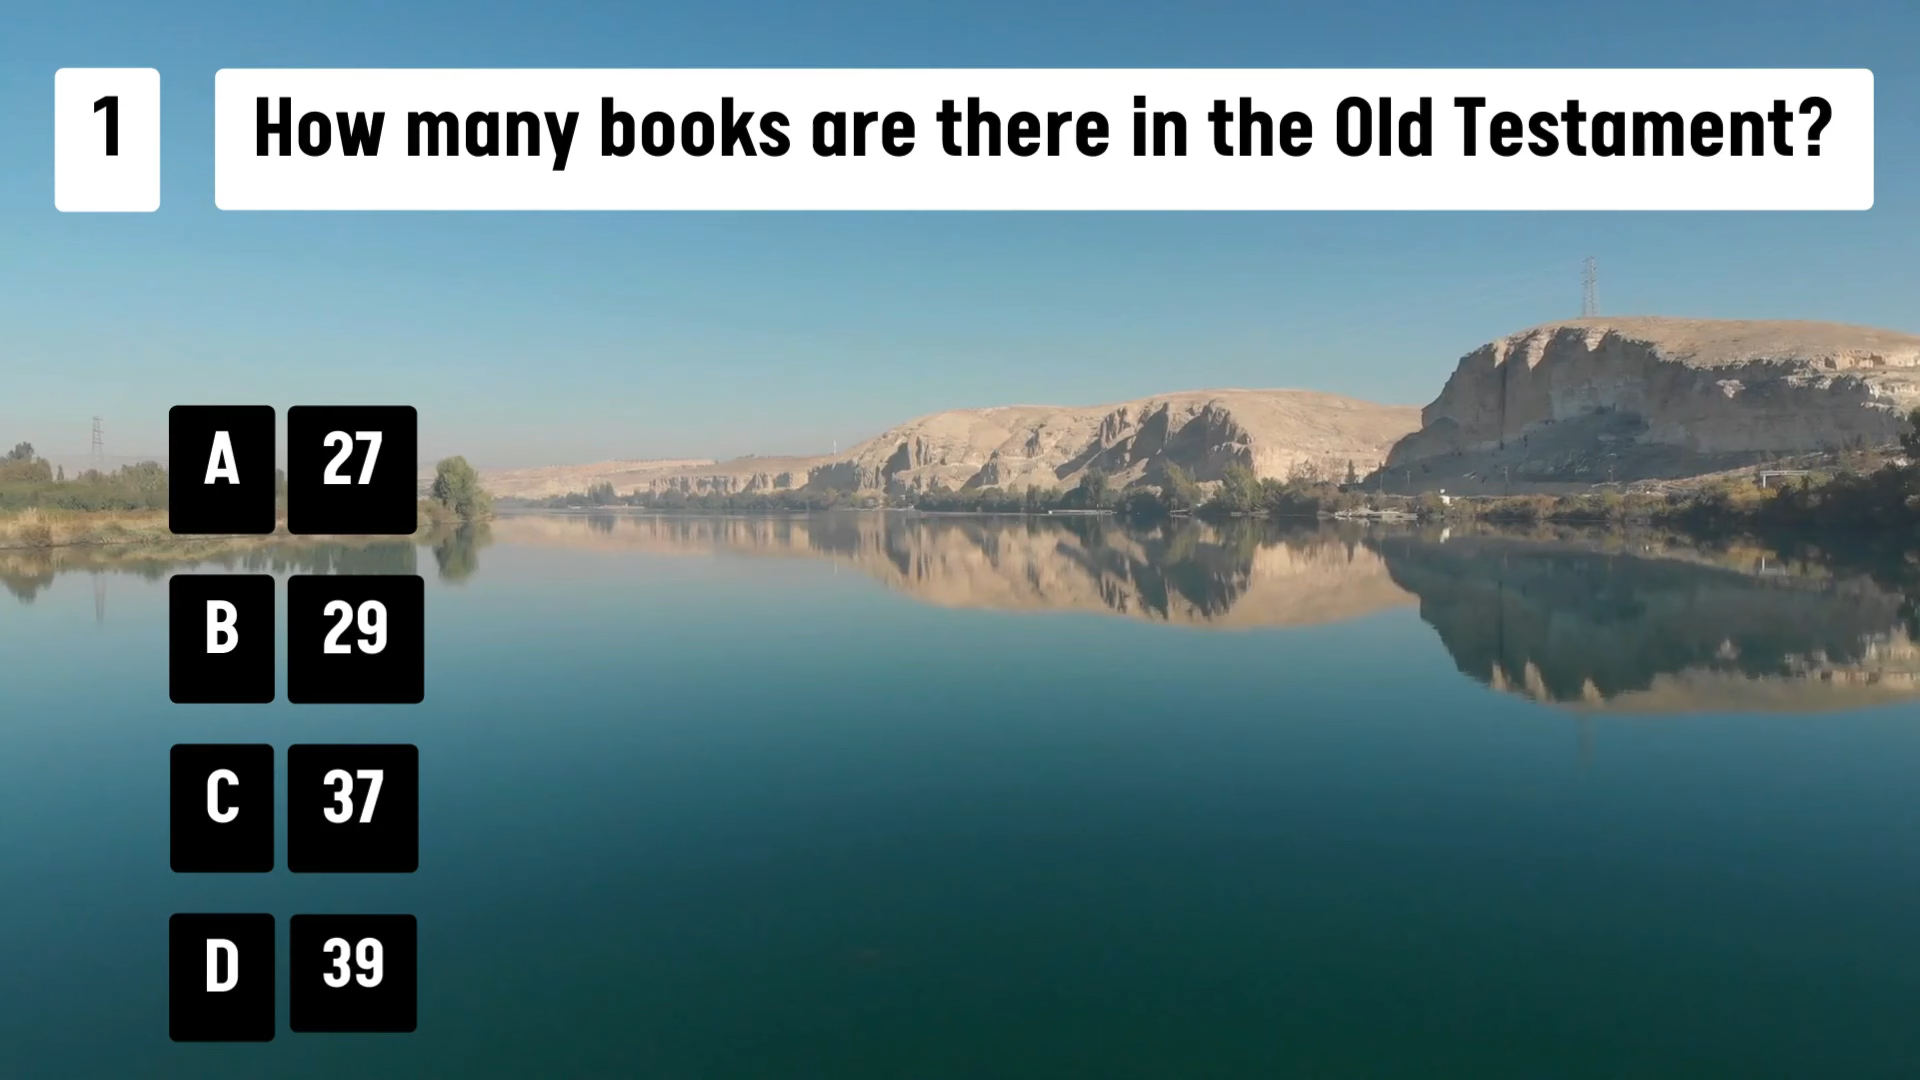 1 How many books are there in the Old Testament?
A 27
B 29
C 37
D 39